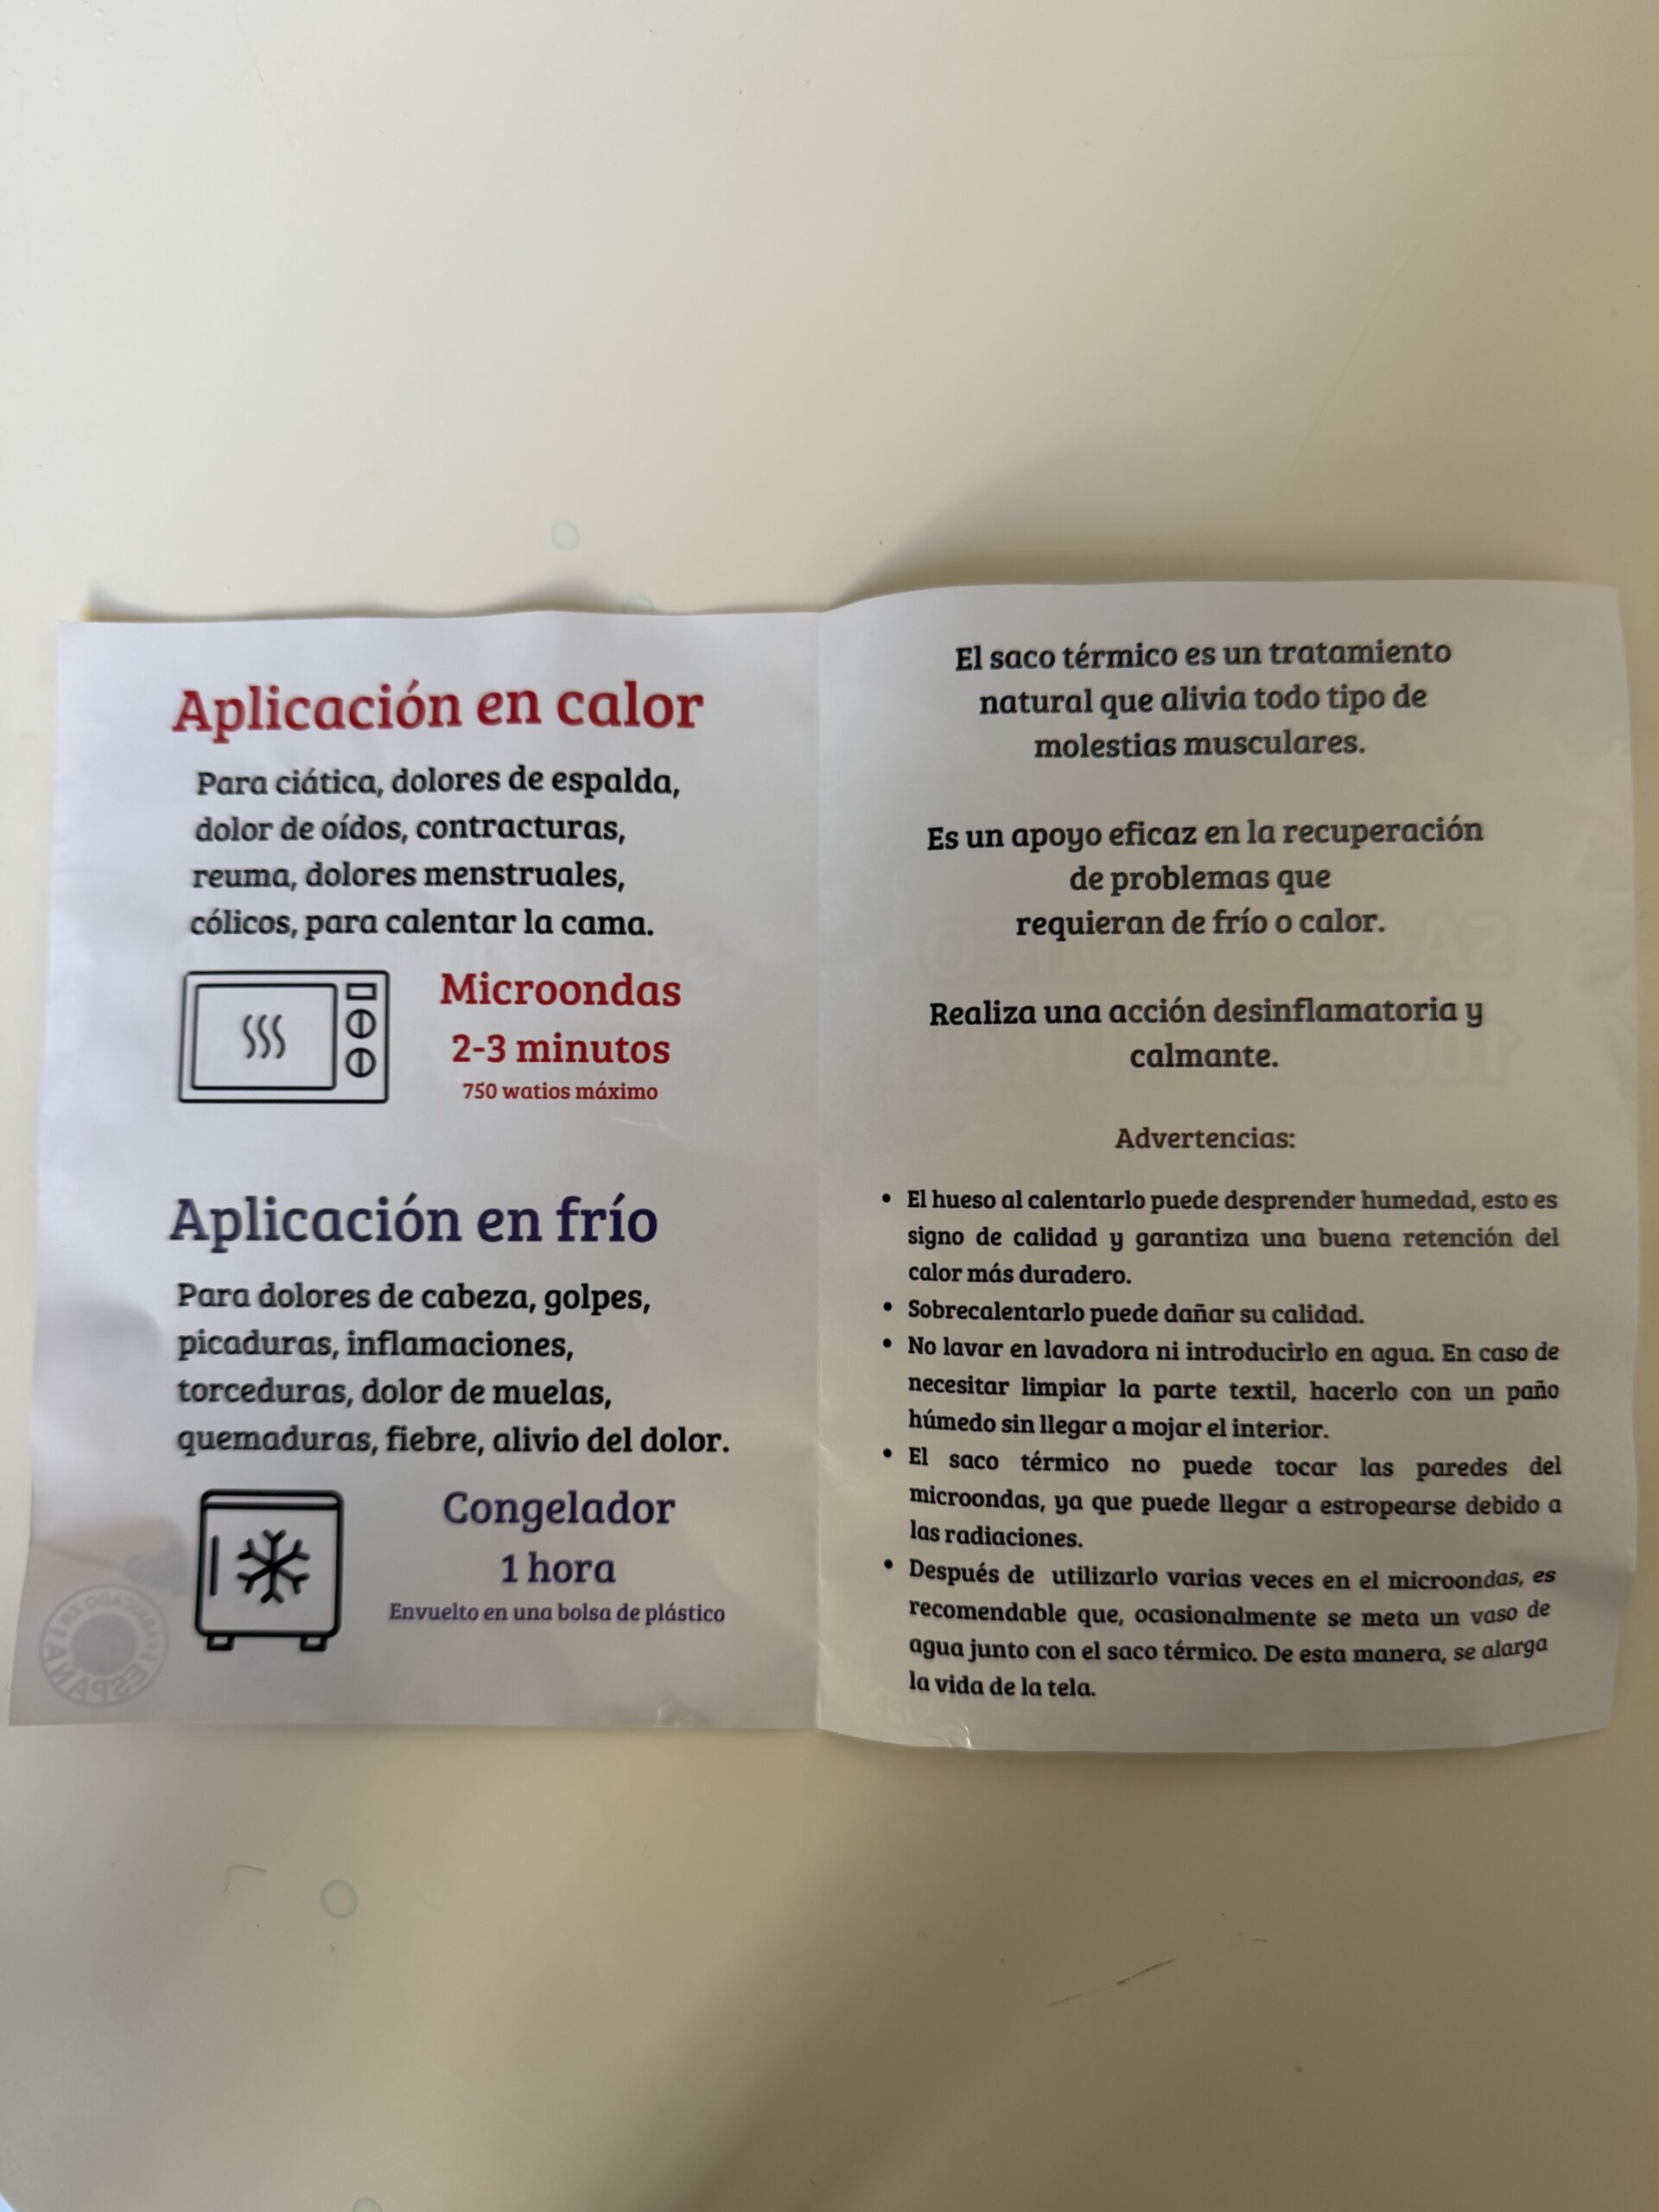 Aplicación en calor
Para ciática, dolores de espalda,
dolor de oídos, contracturas,
reuma, dolores menstruales,
cólicos, para calentar la cama.
Microondas
2-3 minutos
750 watios máximo
Aplicación en frío
Para dolores de cabeza, golpes,
picaduras, inflamaciones,
torceduras, dolor de muelas,
quemaduras, fiebre, alivio del dolor.
Congelador
1 hora
Envuelto en una bolsa de plástico
El saco térmico es un tratamiento
natural que alivia todo tipo de
molestias musculares.
Es un apoyo eficaz en la recuperación
de problemas que
requieran de frío o calor.
Realiza una acción desinflamatoria y
calmante.
Advertencias:
• El hueso al calentarlo puede desprender humedad, esto es
signo de calidad y garantiza una buena retención del
calor más duradero.
• Sobrecalentarlo puede dañar su calidad.
• No lavar en lavadora ni introducirlo en agua. En caso de
necesitar limpiar la parte textil, hacerlo con un paño
húmedo sin llegar a mojar el interior.
• El saco térmico no puede tocar las paredes del
microondas, ya que puede llegar a estropearse debido a
las radiaciones.
• Después de utilizarlo varias veces en el microondas, es
recomendable que, ocasionalmente se meta un vaso de
agua junto con el saco térmico. De esta manera, se alarga
la vida de la tela.